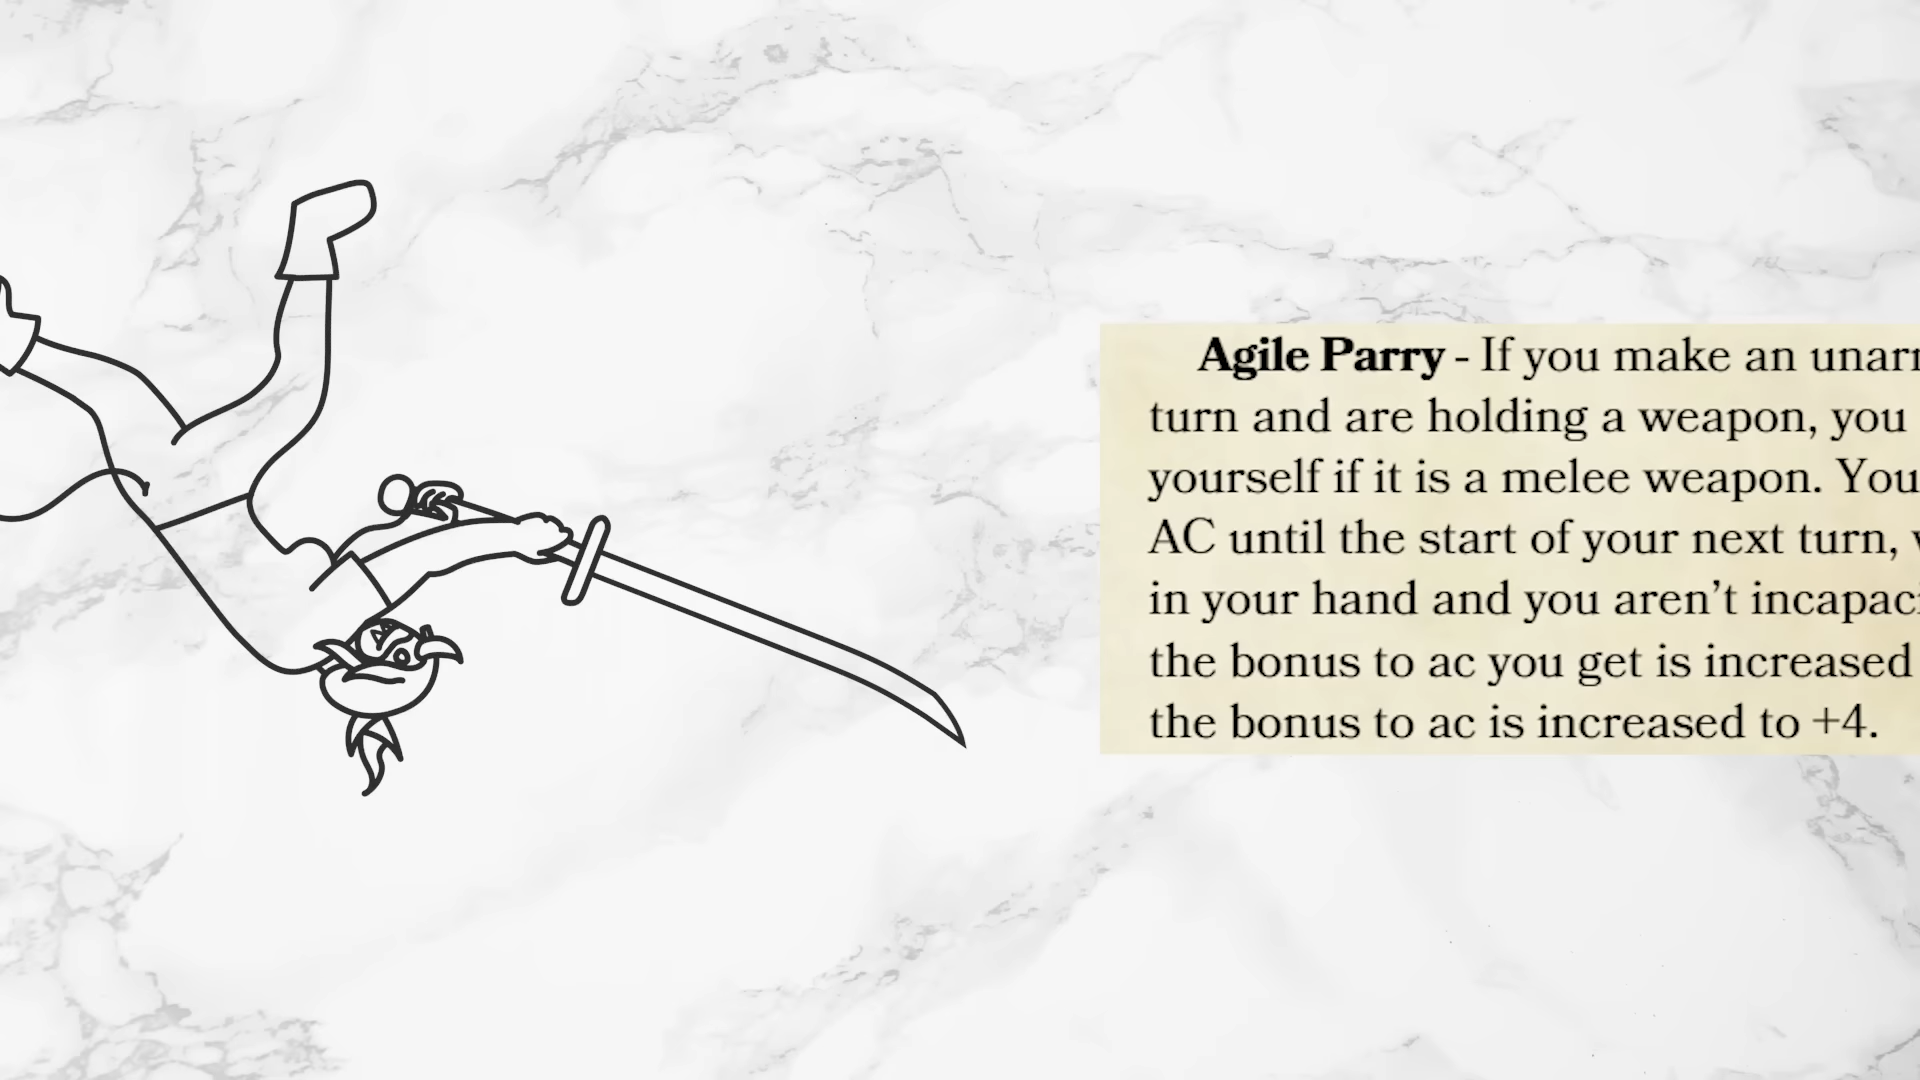 Agile Parry - If you make an
turn and are holding a weapon, you
yourself if it is a melee weapon. You
AC until the start of your next turn,
in your hand and you aren't
the bonus to ac you get is increased
the bonus to ac is increased to +4.